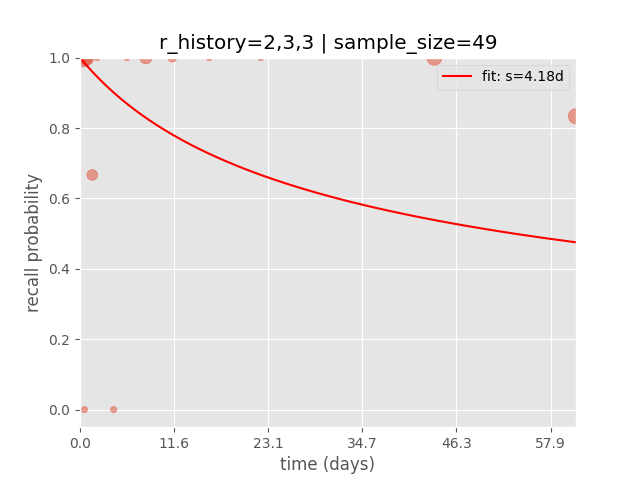 r_history=2,3,3 | sample_size=49
fit: s=4.18d
recall probability
1.0
0.8
0.6
0.4
0.2
0.0
0.0 11.6 23.1 34.7 46.3 57.9
time (days)